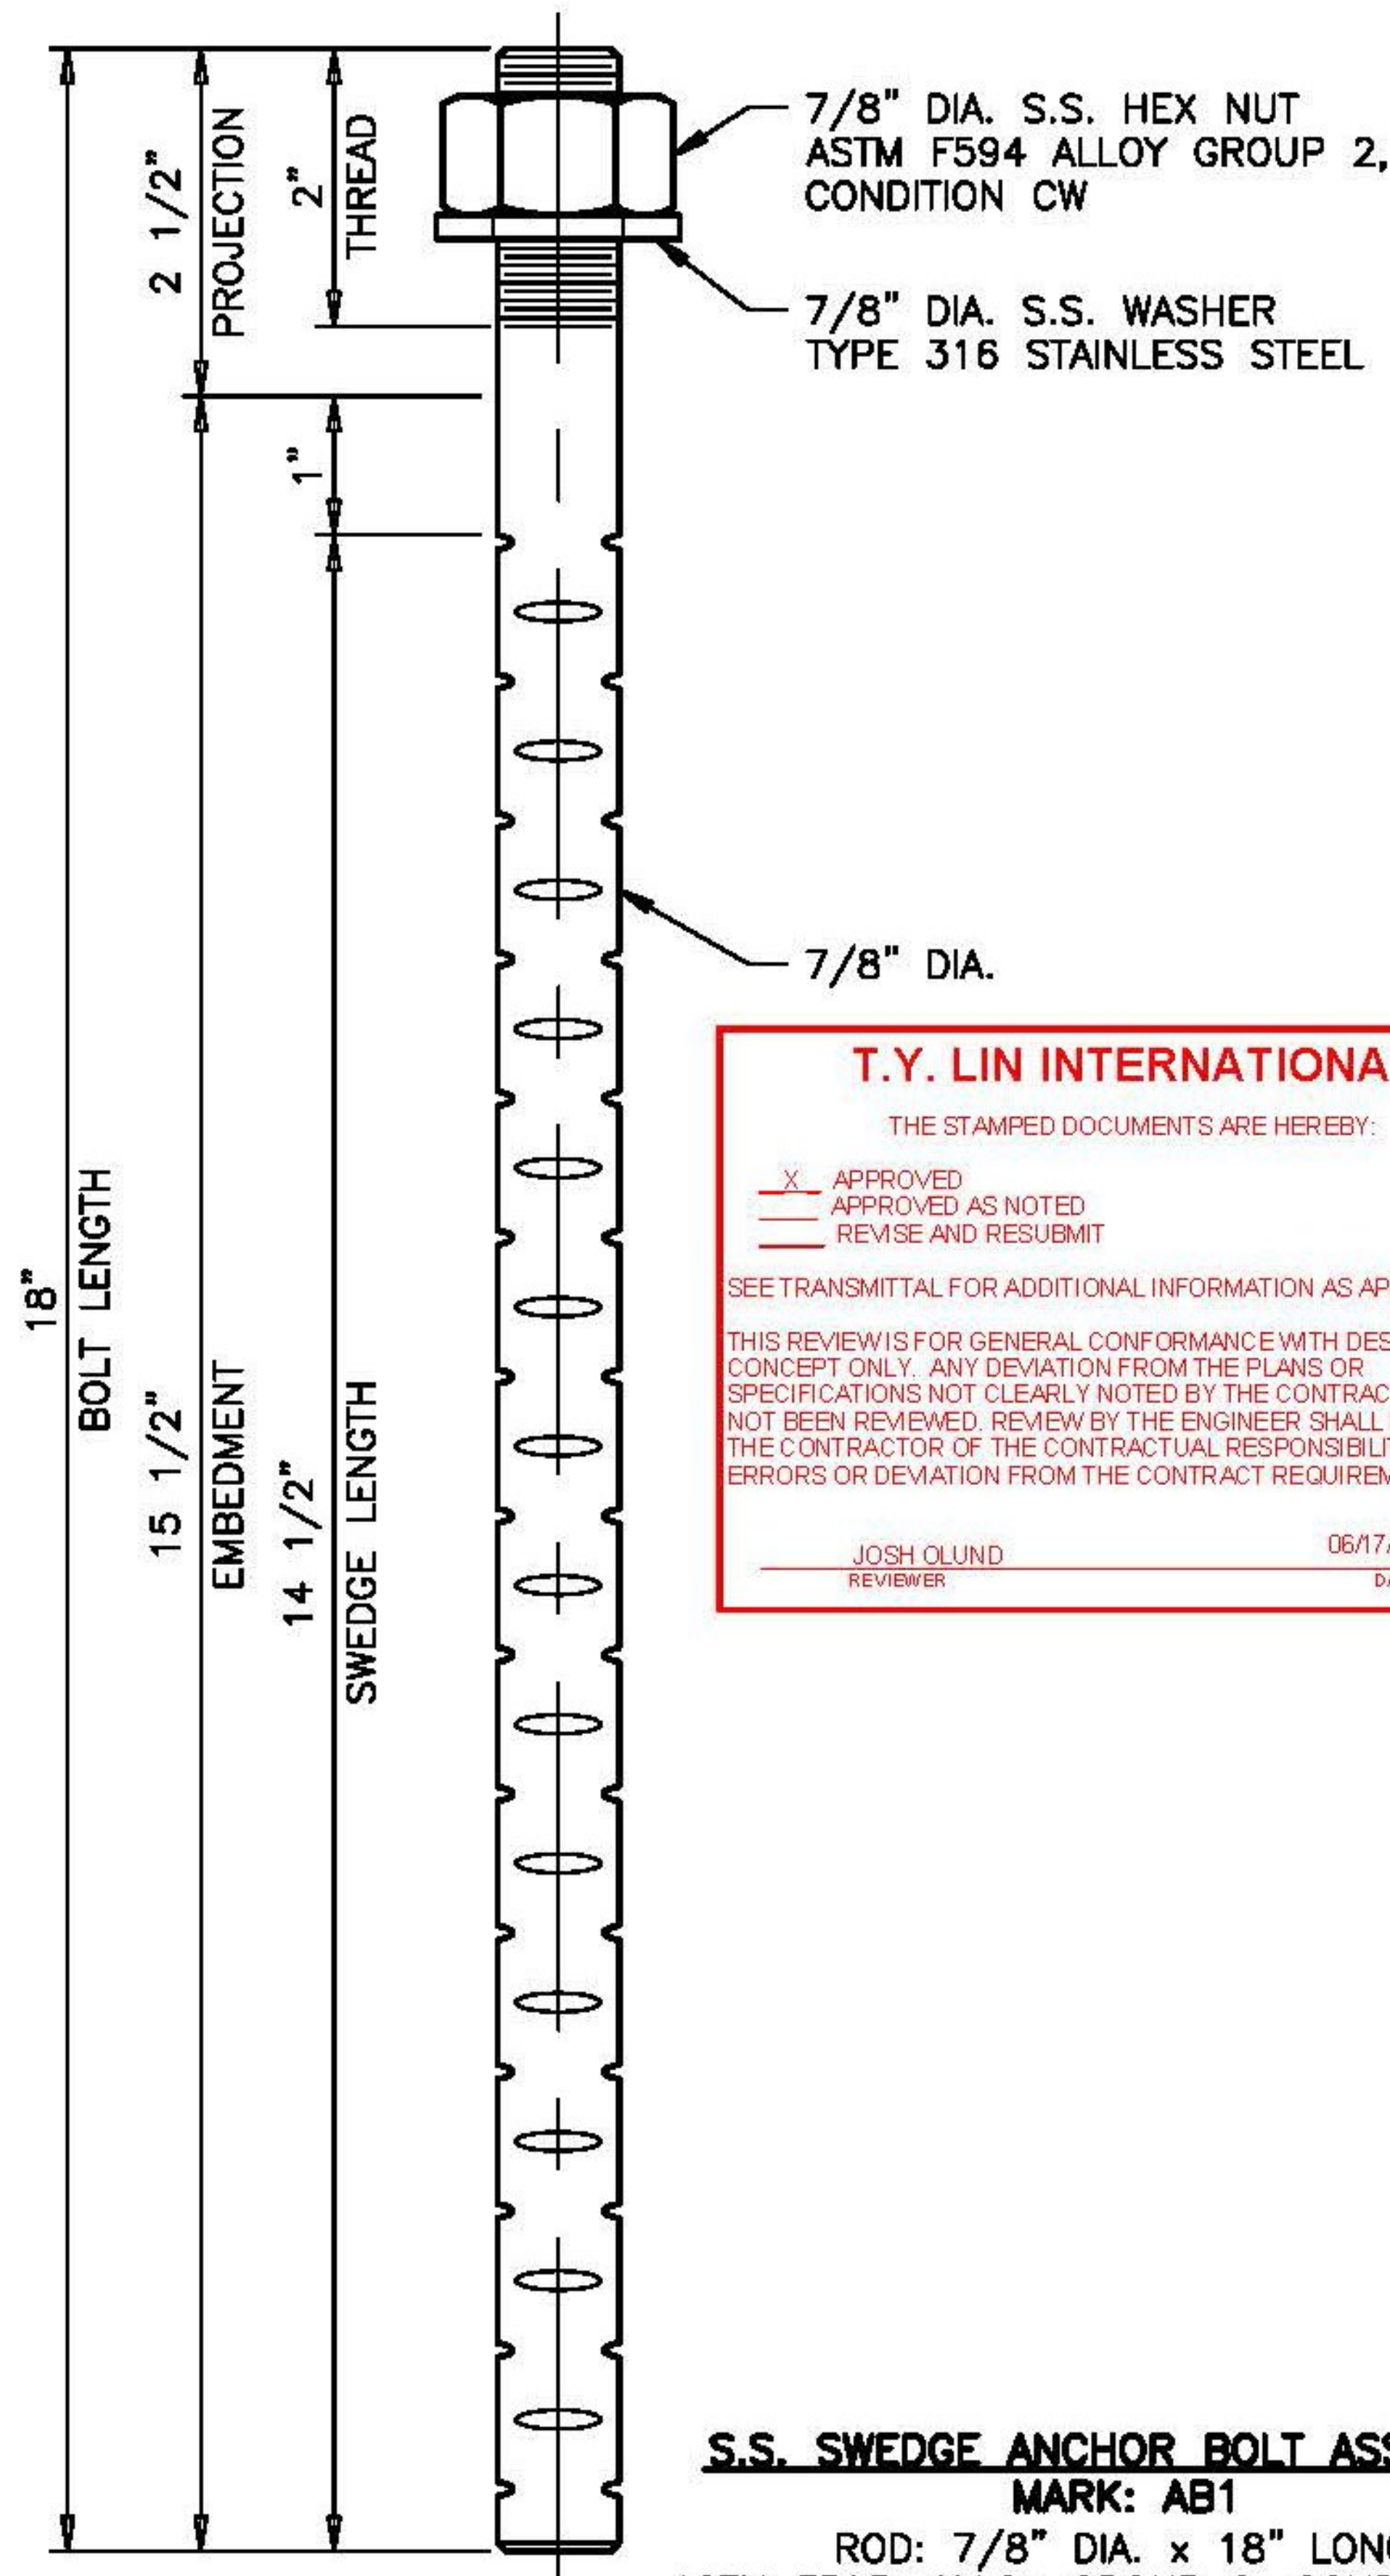 7/8" DIA. S.S. HEX NUT
ASTM F594 ALLOY GROUP 2,
CONDITION CW
7/8" DIA. S.S. WASHER
TYPE 316 STAINLESS STEEL
2 1/2"
PROJECTION
2"
THREAD
1"
7/8" DIA.
18"
BOLT LENGTH
15 1/2"
EMBEDMENT
14 1/2"
SWEDGE LENGTH
T.Y. LIN INTERNATIONA
THE STAMPED DOCUMENTS ARE HEREBY:
X APPROVED
APPROVED AS NOTED
REVISE AND RESUBMIT
SEE TRANSMITTAL FOR ADDITIONAL INFORMATION AS AP
THIS REVIEW IS FOR GENERAL CONFORMANCE WITH DES
CONCEPT ONLY. ANY DEVIATION FROM THE PLANS OR
SPECIFICATIONS NOT CLEARLY NOTED BY THE CONTRAC
NOT BEEN REVIEWED. REVIEW BY THE ENGINEER SHALL
THE CONTRACTOR OF THE CONTRACTUAL RESPONSIBILI
ERRORS OR DEVIATION FROM THE CONTRACT REQUIREM
JOSH OLUND 06/17/
REVIEWER DA
S.S. SWEDGE ANCHOR BOLT ASS
MARK: AB1
ROD: 7/8" DIA. x 18" LONG